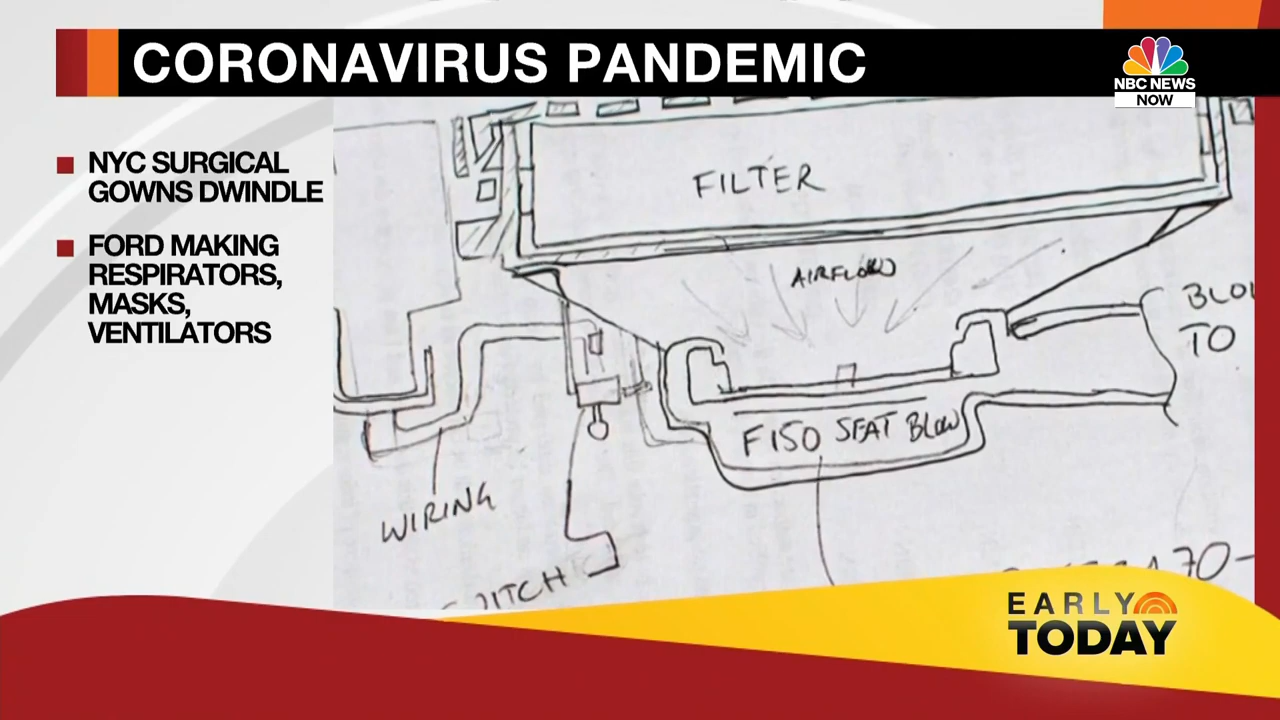 CORONAVIRUS PANDEMIC
NBC NEWS
NOW
NYC SURGICAL
GOWNS DWINDLE
FORD MAKING
RESPIRATORS,
MASKS,
VENTILATORS
FILTER
AIRFLOW
TO
F150 SEAT BLOW
WIRING
EARLY
TODAY